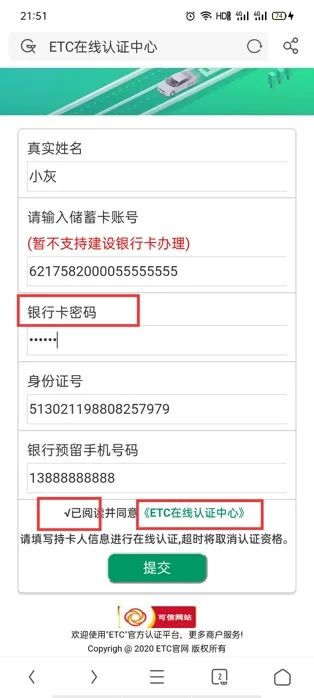 21:51
HD
74
ETC在线认证中心
真实姓名
小灰
请输入储蓄卡账号
(暂不支持建设银行卡办理)
6217582000055555555
银行卡密码
••••••
身份证号
513021198808257979
银行预留手机号码
13888888888
√已阅读并同意《ETC在线认证中心》
请填写持卡人信息进行在线认证,超时将取消认证资格。
提交
可信网站
欢迎使用"ETC"官方认证平台，更多商户服务!
Copyrigh @ 2020 ETC官网 版权所有
2